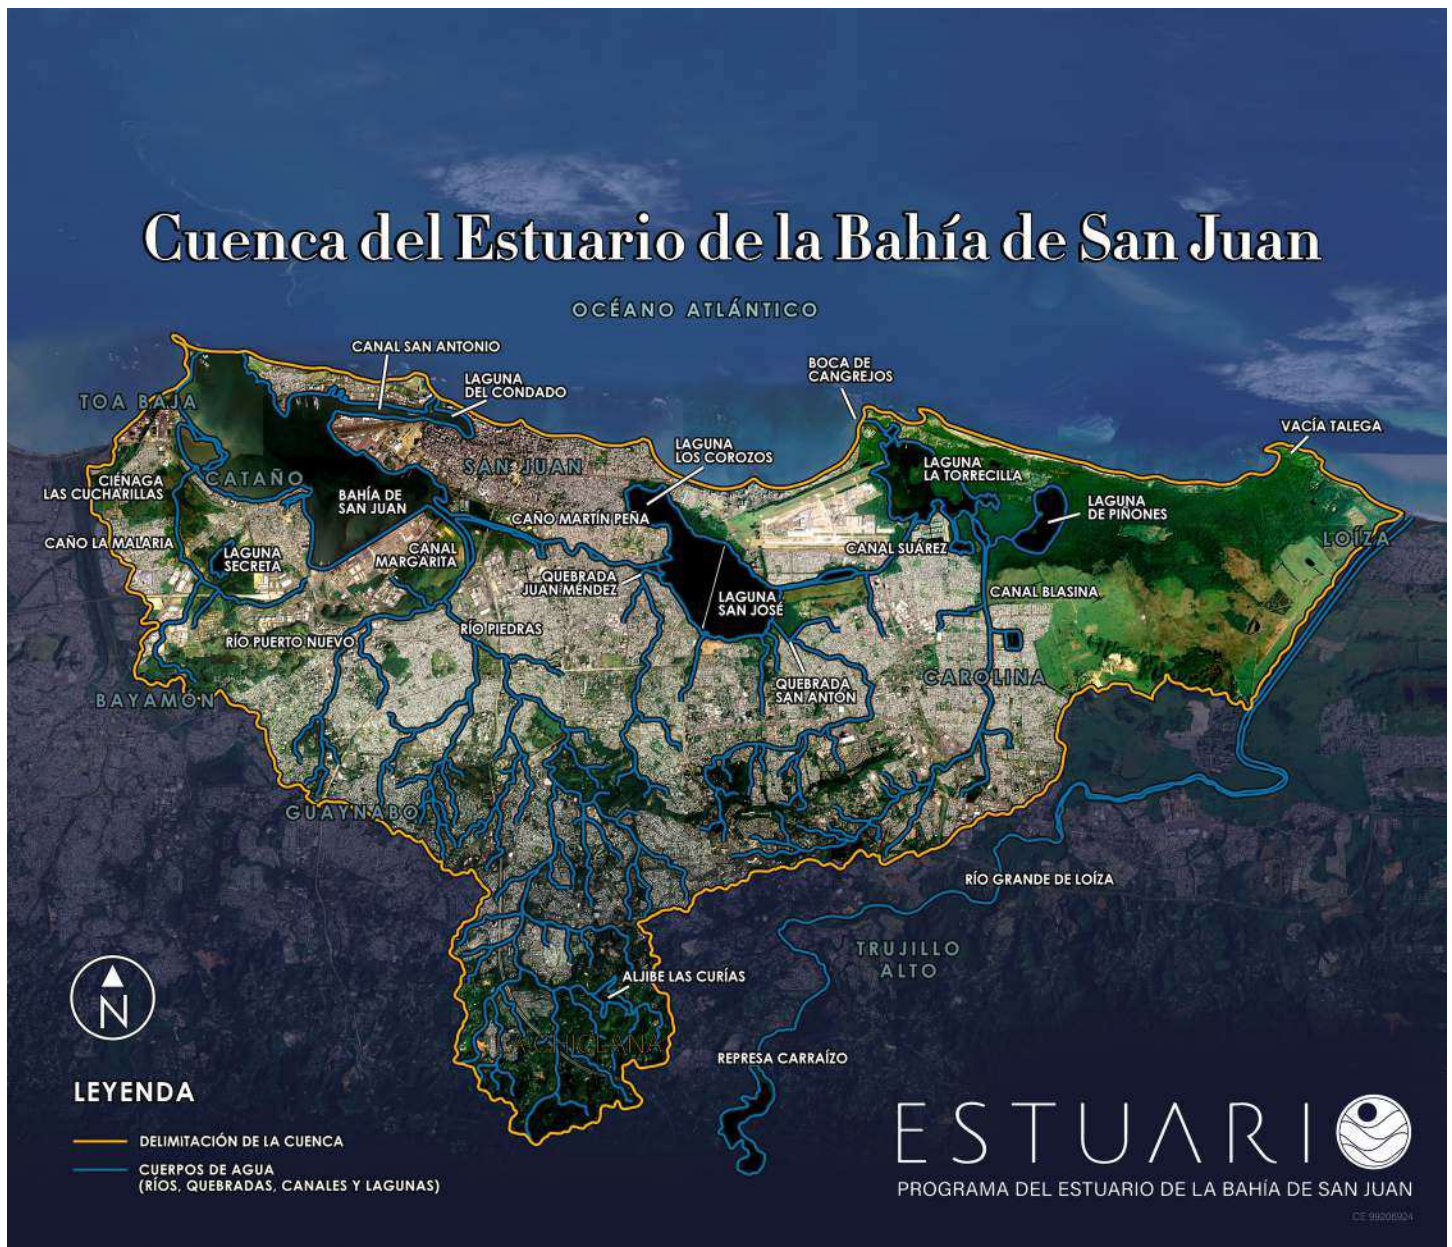 Cuenca del Estuario de la Bahía de San Juan
OCÉANO ATLÁNTICO
CANAL SAN ANTONIO
LAGUNA
DEL CONDADO
BOCA DE
CANGREJOS
TOA BAJA
VACÍA TALEGA
LAGUNA
LOS COROZOS
SAN JUAN
LAGUNA
LA TORRECILLA
CIÉNAGA
LAS CUCHARILLAS
CATAÑO
BAHÍA DE
SAN JUAN
LAGUNA
DE PIÑONES
CAÑO MARTÍN PEÑA
CAÑO LA MALARIA
LAGUNA
SECRETA
CANAL
MARGARITA
CANAL SUÁREZ
LOÍZA
QUEBRADA
JUAN MÉNDEZ
LAGUNA
SAN JOSÉ
CANAL BLASINA
RÍO PUERTO NUEVO
RÍO PIEDRAS
QUEBRADA
SAN ANTÓN
CAROLINA
BAYAMÓN
GUAYNABO
RÍO GRANDE DE LOÍZA
TRUJILLO
ALTO
ALJIBE LAS CURÍAS
N
REPRESA CARRAÍZO
LEYENDA
DELIMITACIÓN DE LA CUENCA
CUERPOS DE AGUA
(RÍOS, QUEBRADAS, CANALES Y LAGUNAS)
ESTUARIO
PROGRAMA DEL ESTUARIO DE LA BAHÍA DE SAN JUAN
CE 99206924